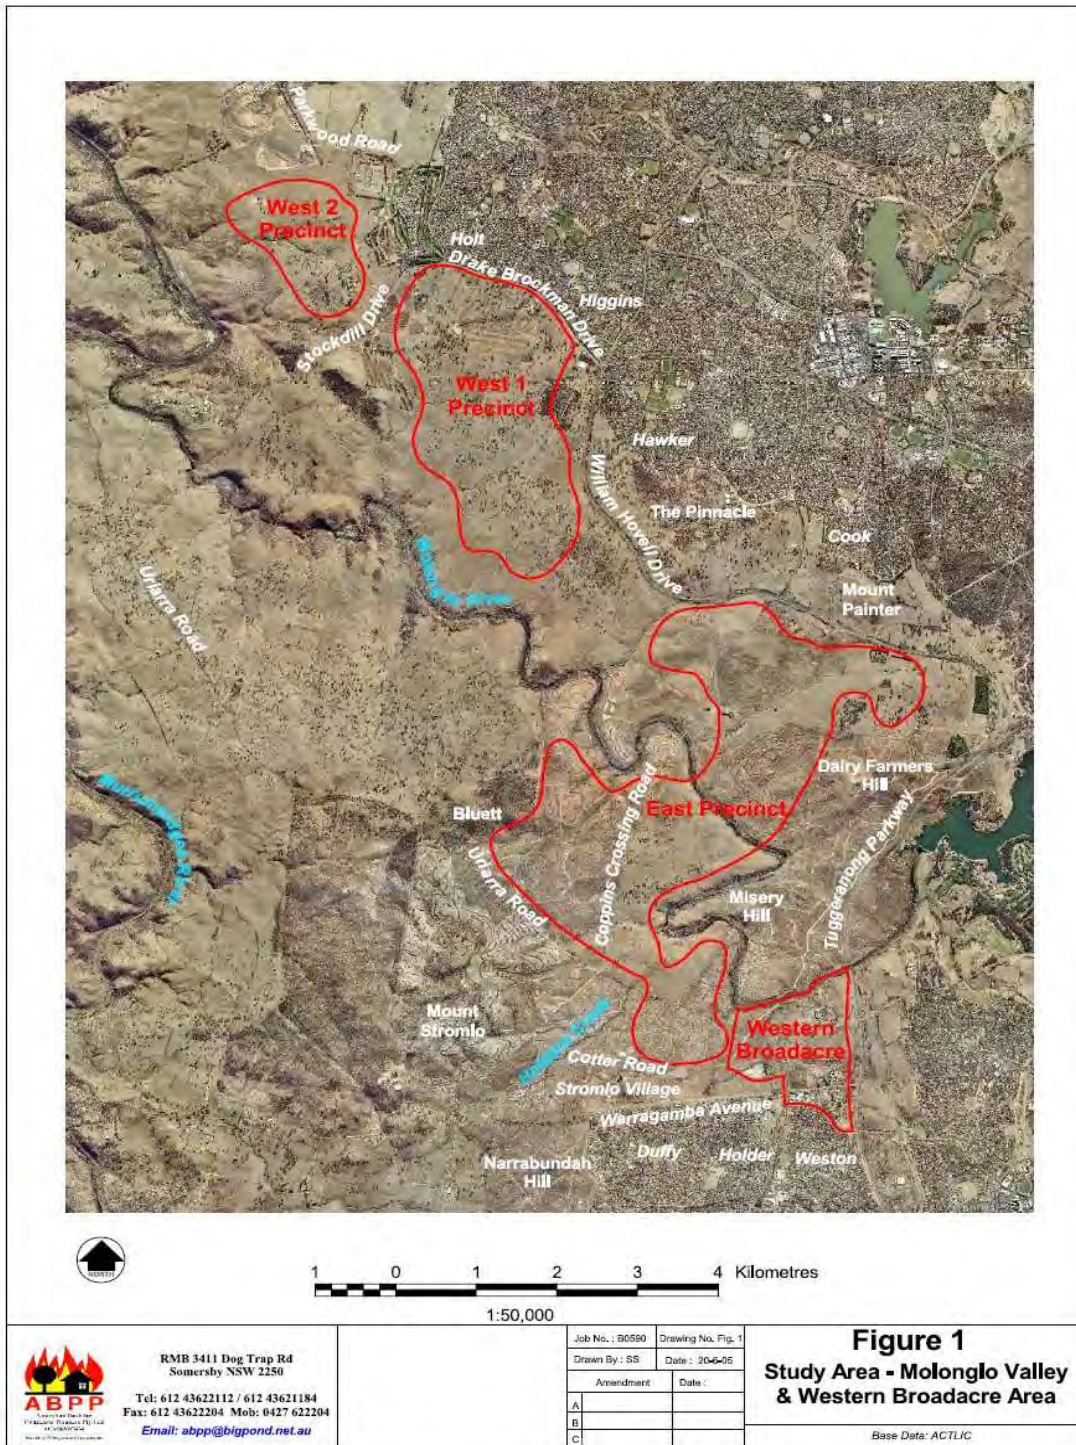 Parkwood Road
West 2
Precinct
Holt
Drake Brockman Drive
Higgins
Stockdill Drive
West 1
Precinct
Hawker
William Hovell Drive
The Pinnacle
Cook
Molonglo River
Uriarra Road
Mount
Painter
Dairy Farmers
Hill
East Precinct
Coppins Crossing Road
Bluett
Uriarra Road
Tuggeranong Parkway
Misery
Hill
Murrumbidgee River
Mount
Stromlo
Western
Broadacre
Creek
Cotter Road
Stromlo Village
Warragamba Avenue
Duffy
Holder
Weston
Narrabundah
Hill
NORTH
1 0 1 2 3 4 Kilometres
1:50,000
ABPP
RMB 3411 Dog Trap Rd
Somersby NSW 2250
Tel: 612 43622112 / 612 43621184
Fax: 612 43622204 Mob: 0427 622204
Email: abpp@bigpond.net.au
Job No.: B0590
Drawing No. Fig. 1
Drawn By: SS
Date: 20-6-05
Amendment
Date:
A
B
C
Figure 1
Study Area - Molonglo Valley
& Western Broadacre Area
Base Data: ACTLIC